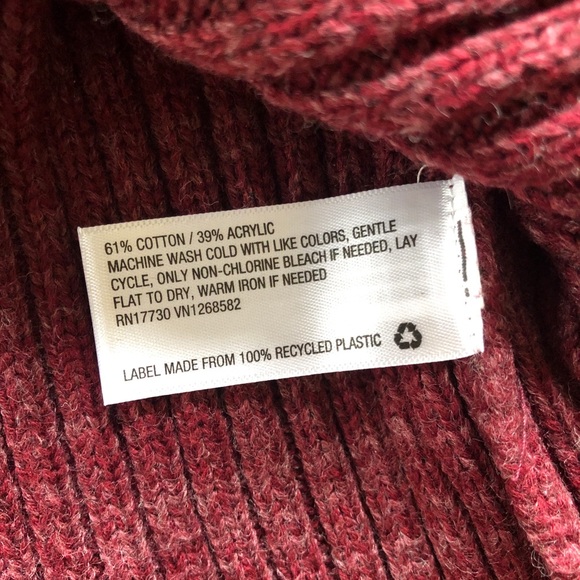 61% COTTON / 39% ACRYLIC
MACHINE WASH COLD WITH LIKE COLORS, GENTLE
CYCLE, ONLY NON-CHLORINE BLEACH IF NEEDED, LAY
FLAT TO DRY, WARM IRON IF NEEDED
RN17730 VN1268582
LABEL MADE FROM 100% RECYCLED PLASTIC